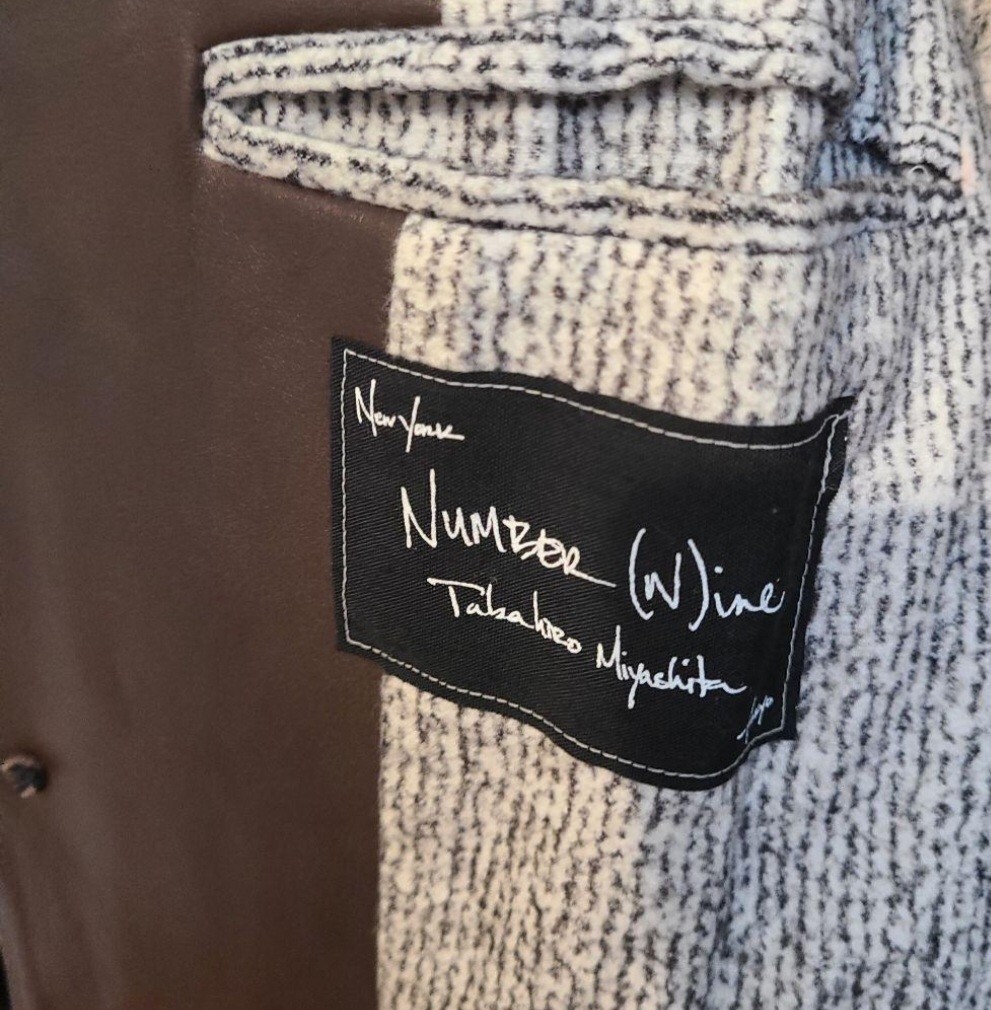 New York
NUMBER (N)ine
Takahiro Miyashita